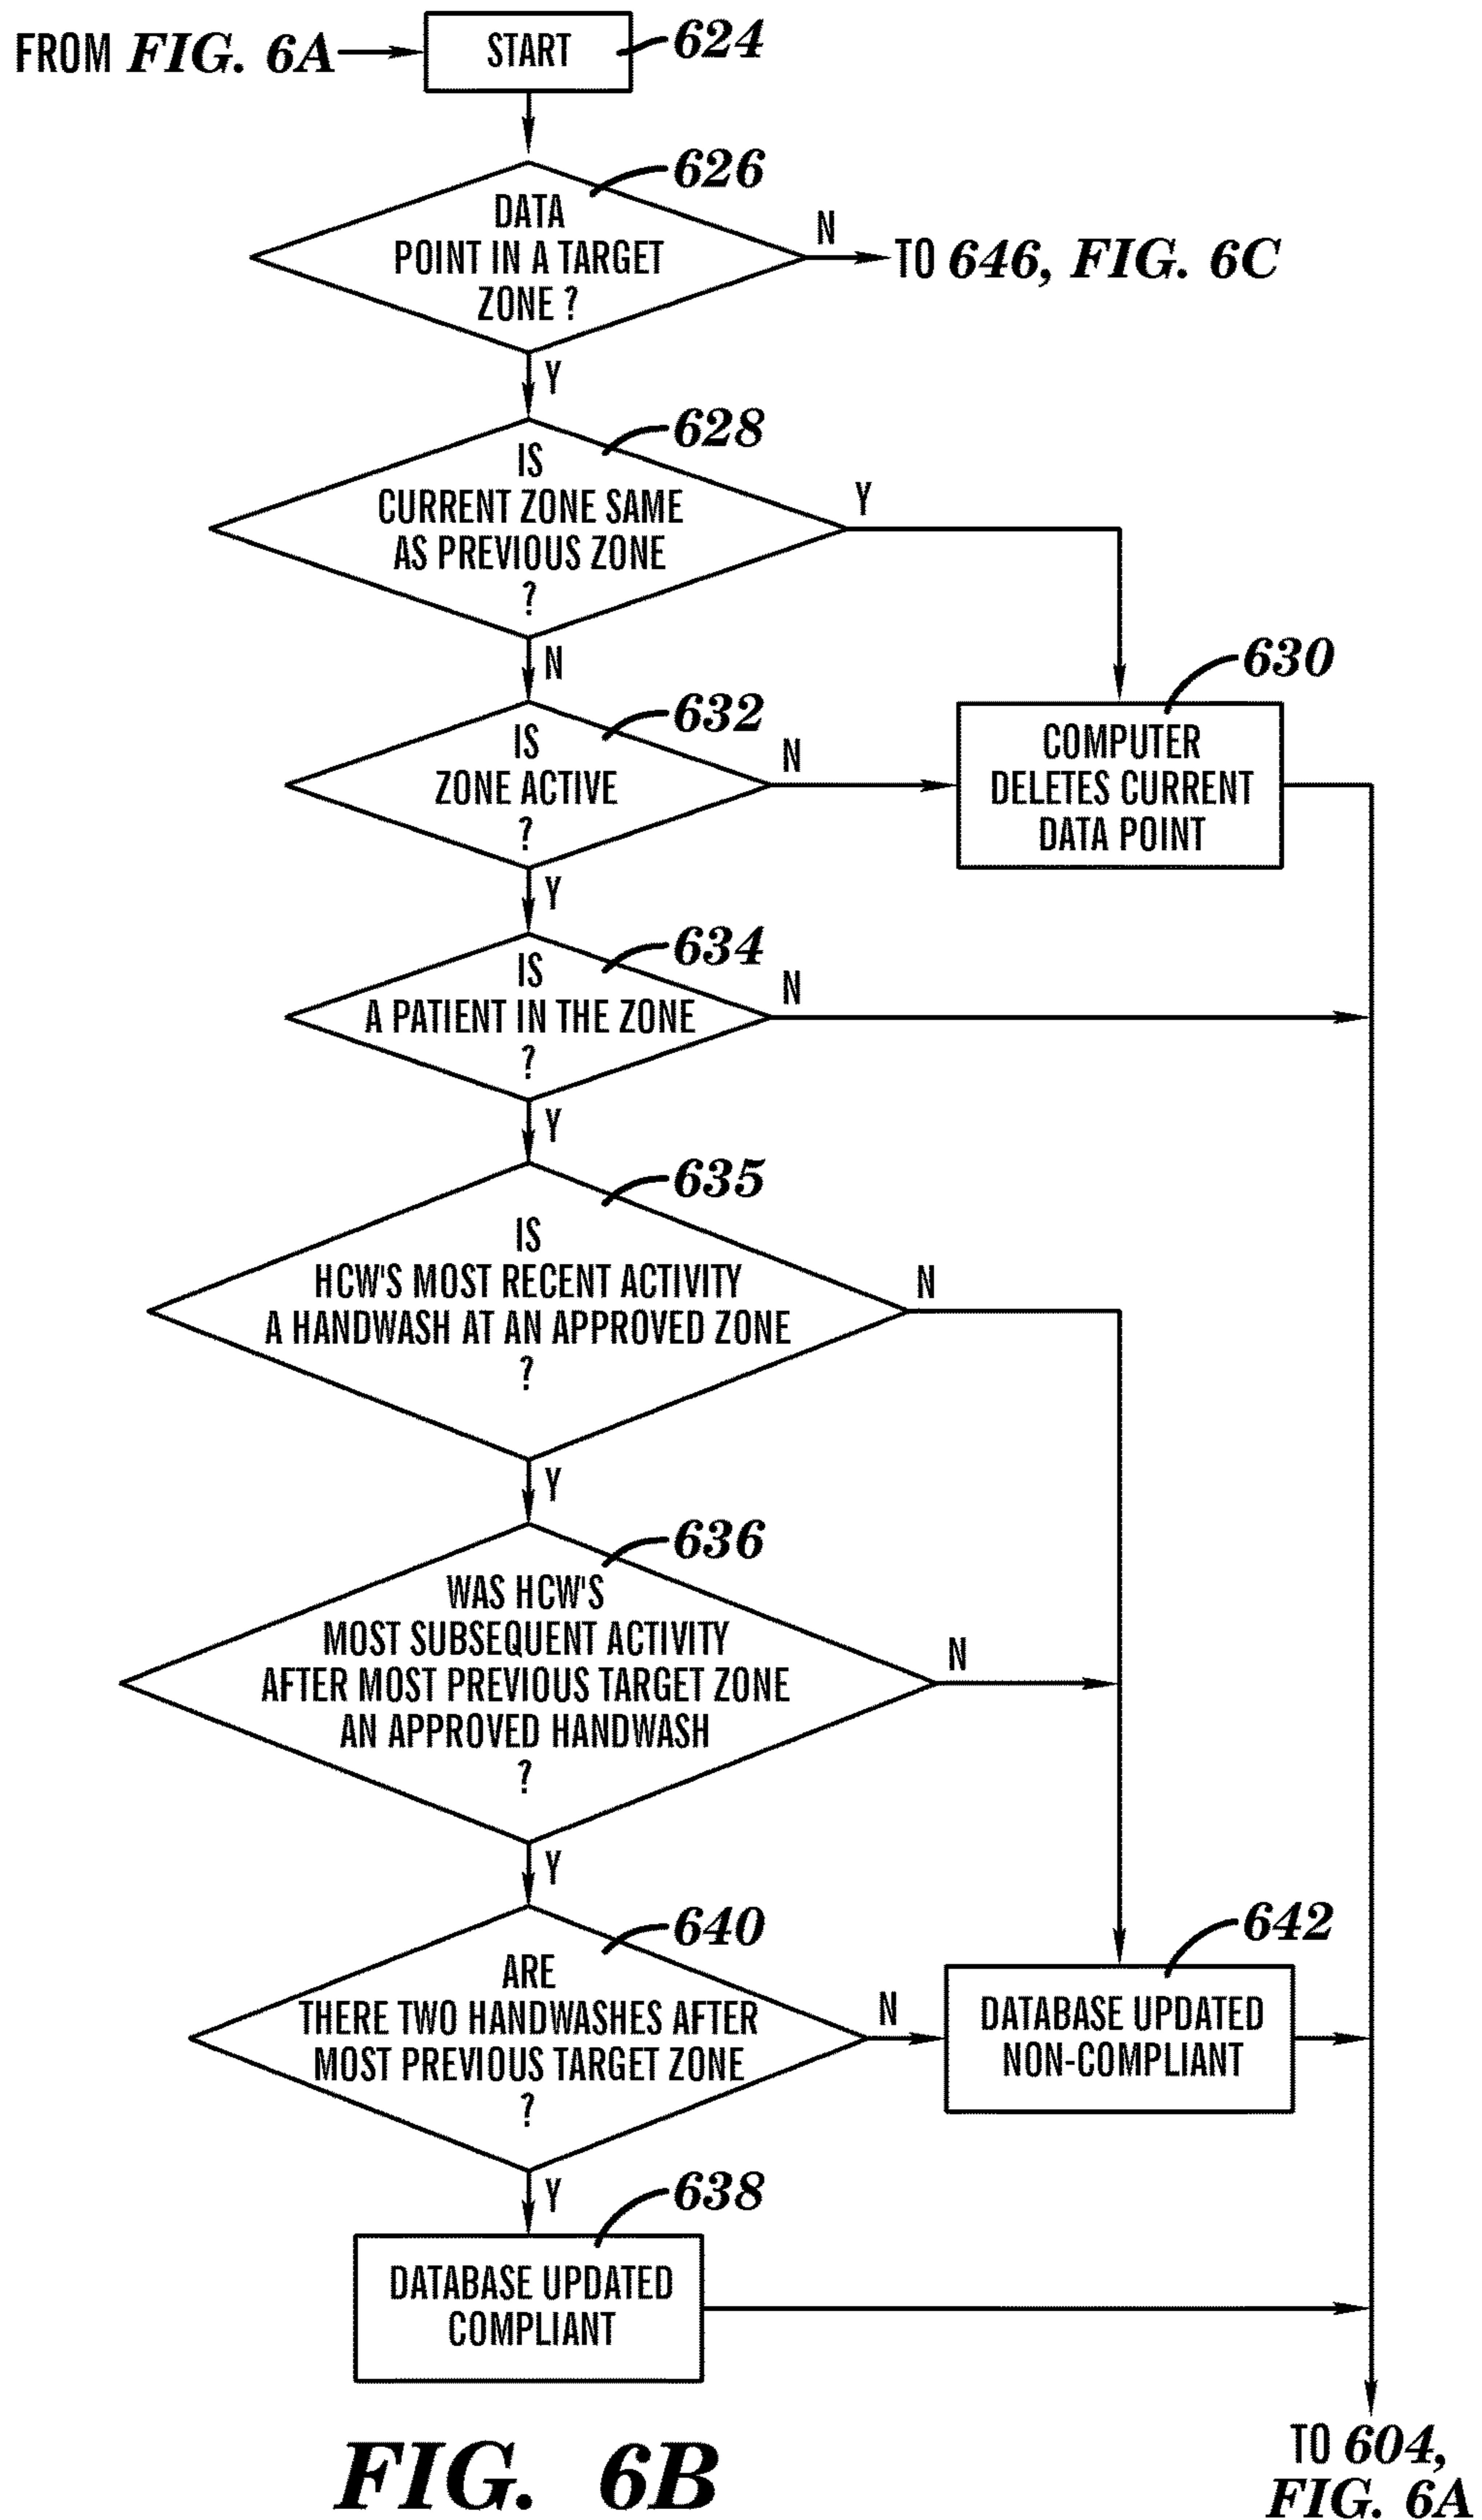 FROM FIG. 6A
START
624
626
DATA
POINT IN A TARGET
ZONE ?
N
TO 646, FIG. 6C
Y
628
IS
CURRENT ZONE SAME
AS PREVIOUS ZONE
?
Y
N
630
COMPUTER
DELETES CURRENT
DATA POINT
632
IS
ZONE ACTIVE
?
N
Y
634
IS
A PATIENT IN THE ZONE
?
N
Y
635
IS
HCW'S MOST RECENT ACTIVITY
A HANDWASH AT AN APPROVED ZONE
?
N
Y
636
WAS HCW'S
MOST SUBSEQUENT ACTIVITY
AFTER MOST PREVIOUS TARGET ZONE
AN APPROVED HANDWASH
?
N
Y
640
ARE
THERE TWO HANDWASHES AFTER
MOST PREVIOUS TARGET ZONE
?
N
642
DATABASE UPDATED
NON-COMPLIANT
Y
638
DATABASE UPDATED
COMPLIANT
TO 604,
FIG. 6A
FIG. 6B